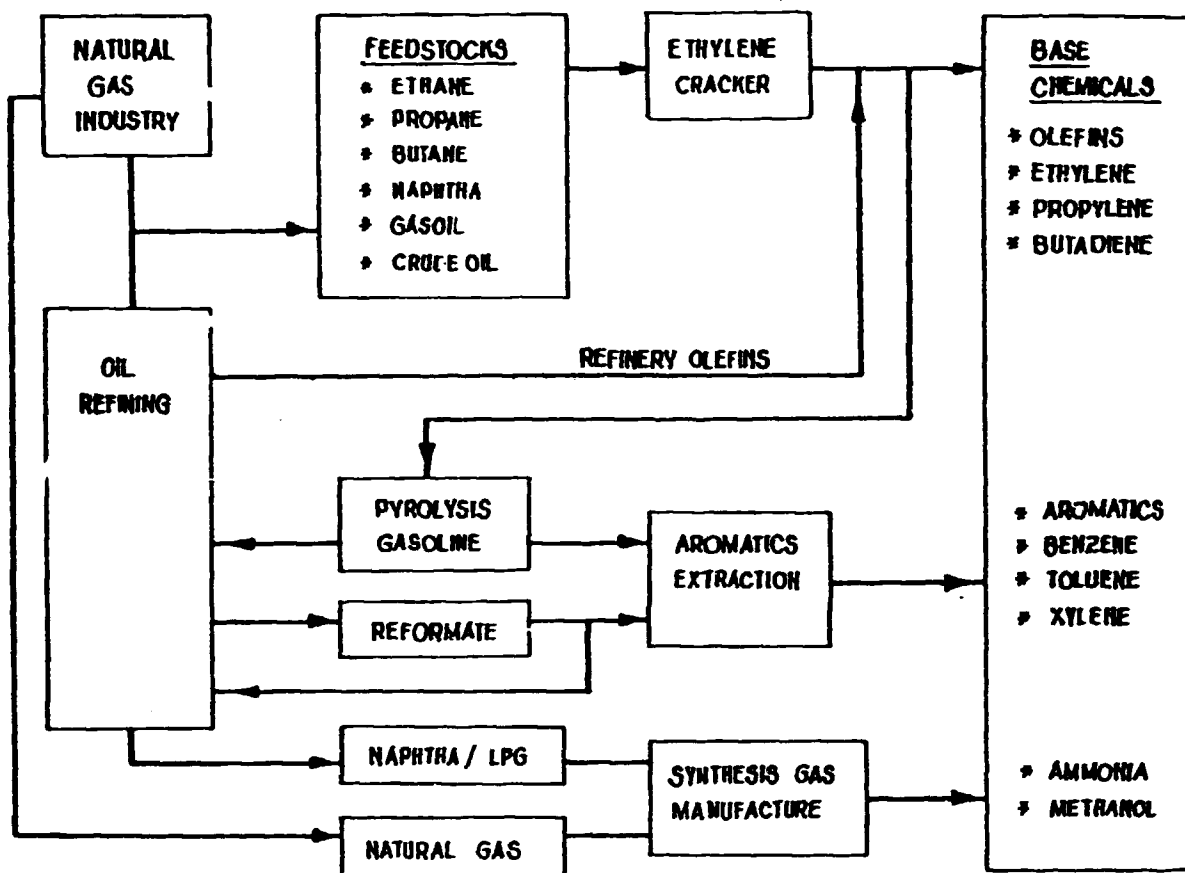 NATURAL
GAS
INDUSTRY
FEEDSTOCKS
* ETHANE
* PROPANE
* BUTANE
* NAPHTHA
* GASOIL
* CRUDE OIL
ETHYLENE
CRACKER
BASE
CHEMICALS
* OLEFINS
* ETHYLENE
* PROPYLENE
* BUTADIENE
OIL
REFINING
REFINERY OLEFINS
PYROLYSIS
GASOLINE
AROMATICS
EXTRACTION
* AROMATICS
* BENZENE
* TOLUENE
* XYLENE
REFORMATE
NAPHTHA / LPG
SYNTHESIS GAS
MANUFACTURE
* AMMONIA
* METHANOL
NATURAL GAS